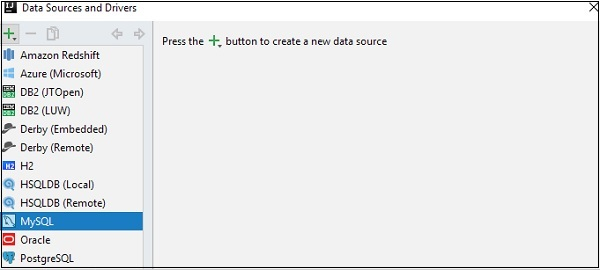 Data Sources and Drivers
Press the + button to create a new data source
Amazon Redshift
Azure (Microsoft)
DB2 (JTOpen)
DB2 (LUW)
Derby (Embedded)
Derby (Remote)
H2 H2
HSQLDB (Local)
HSQLDB (Remote)
MySQL
Oracle
PostgreSQL